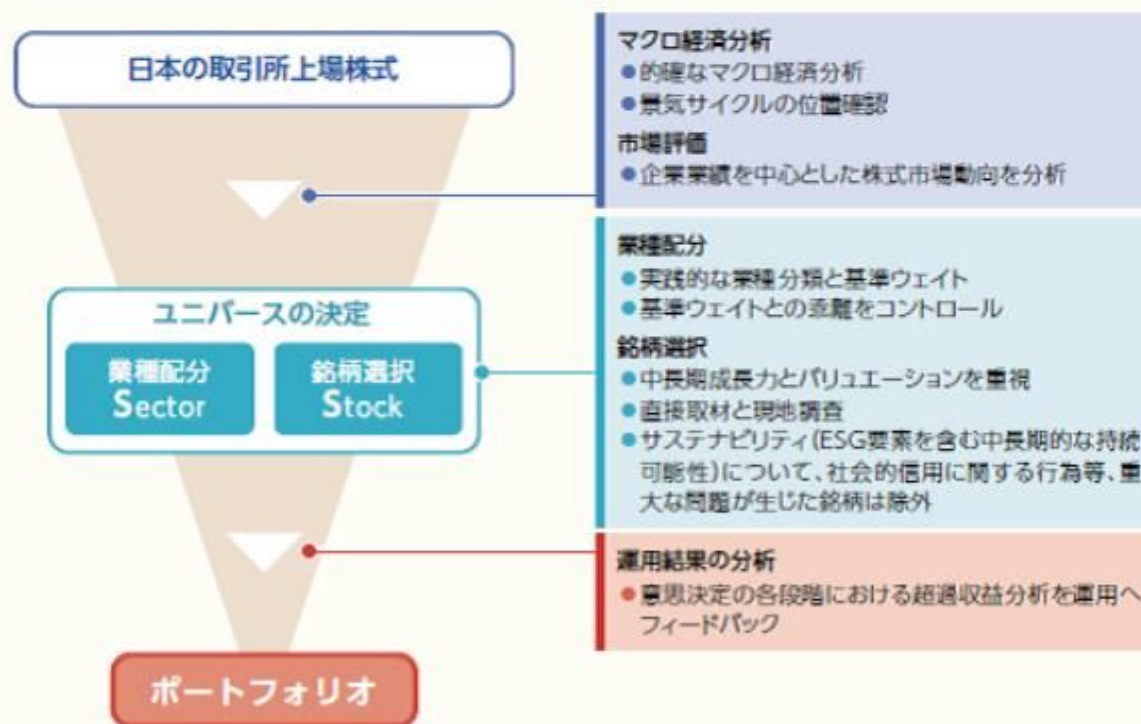 日本の取引所上場株式
マクロ経済分析
●的確なマクロ経済分析
●景気サイクルの位置確認
市場評価
●企業業績を中心とした株式市場動向を分析
ユニバースの決定
業種配分
Sector
銘柄選択
Stock
業種配分
●実践的な業種分類と基準ウェイト
●基準ウェイトとの乖離をコントロール
銘柄選択
●中長期成長力とバリュエーションを重視
●直接取材と現地調査
●サステナビリティ(ESG要素を含む中長期的な持続
可能性)について、社会的信用に関する行為等、重
大な問題が生じた銘柄は除外
運用結果の分析
●意思決定の各段階における超過収益分析を運用へ
フィードバック
ポートフォリオ